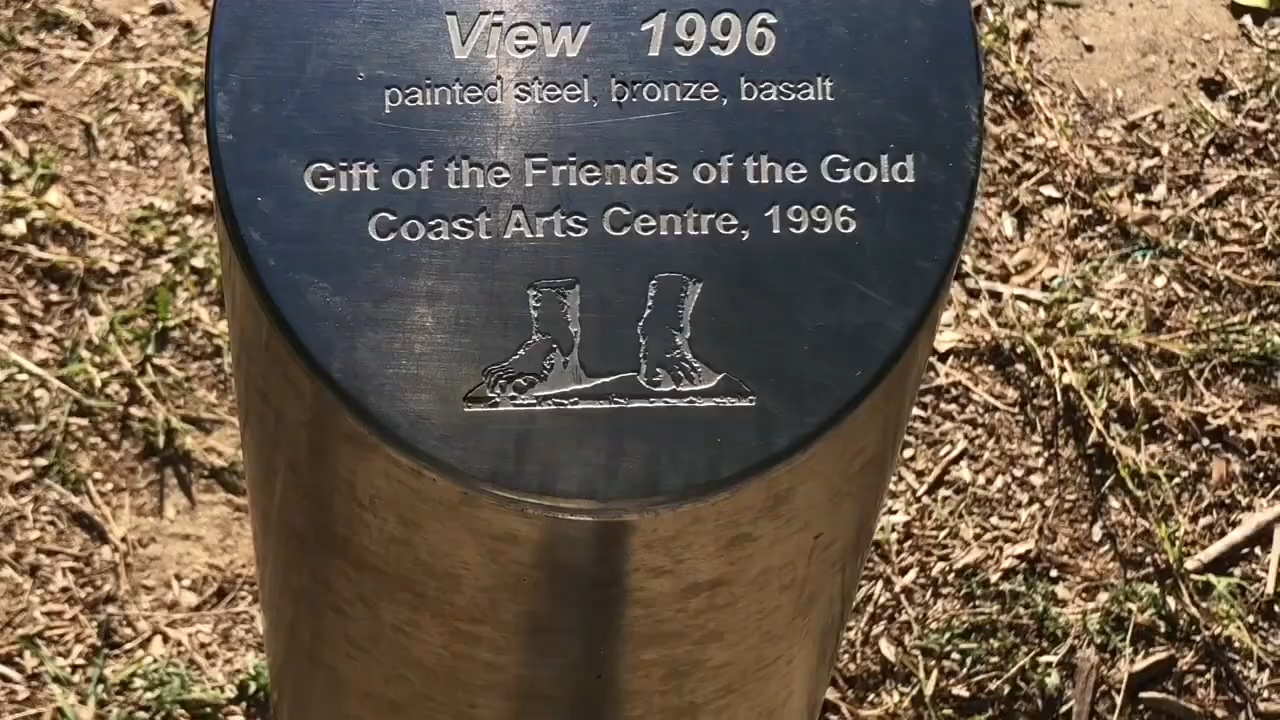 View 1996
painted steel, bronze, basalt
Gift of the Friends of the Gold
Coast Arts Centre, 1996